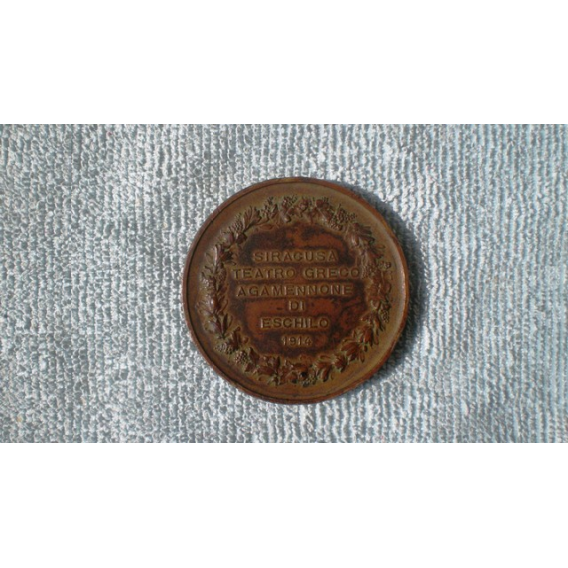 SIRACUSA
TEATRO GRECO
AGAMENNONE
- DI
ESCHILO
1914